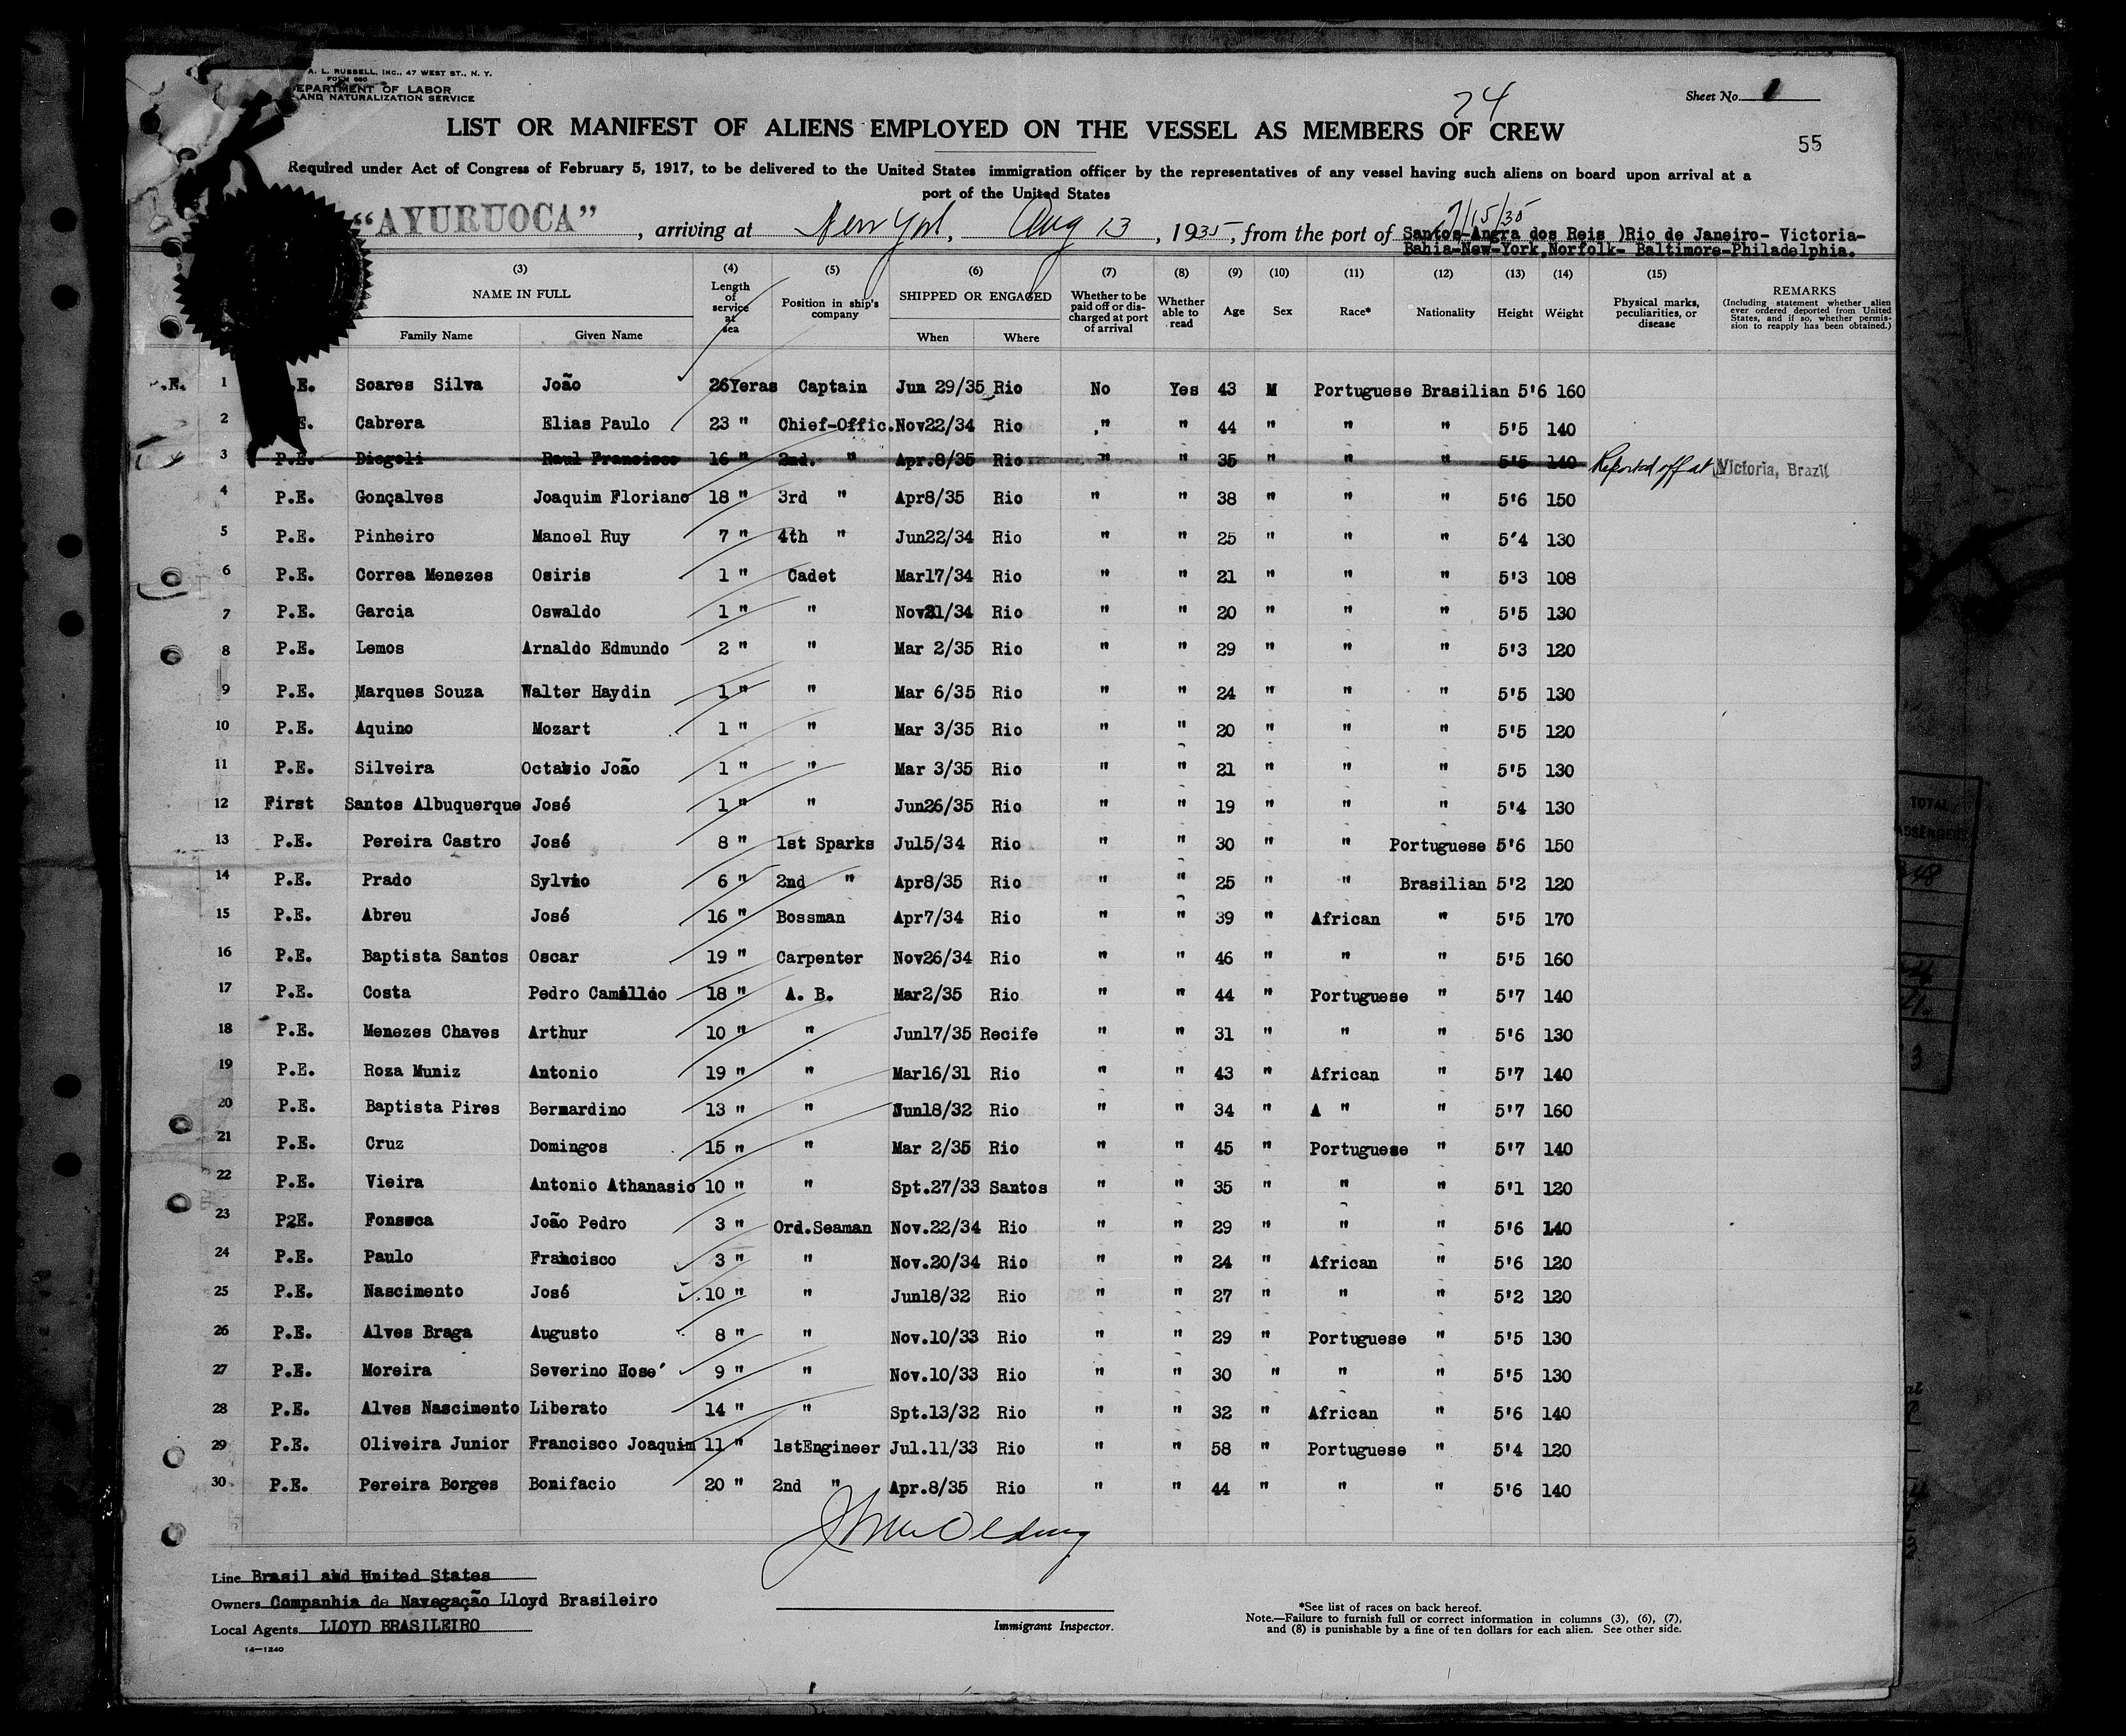 A. L. RUSSELL, INC., 47 WEST ST., N. Y.
FORM 680
EPARTMENT OF LABOR
AND NATURALIZATION SERVICE
74
Sheet No. 1
LIST OR MANIFEST OF ALIENS EMPLOYED ON THE VESSEL AS MEMBERS OF CREW
55
Required under Act of Congress of February 5, 1917, to be delivered to the United States immigration officer by the representatives of any vessel having such aliens on board upon arrival at a
port of the United States
7/15/35
"AYURUOCA", arriving at New York, Aug 13, 1935, from the port of Santos-Angra dos Reis )Rio de Janeiro- Victoria-
Bahia-New-York,Norfolk- Baltimore-Philadelphia.
(3) (4) (5) (6) (7) (8) (9) (10) (11) (12) (13) (14) (15)
NAME IN FULL Length of service at sea Position in ship's company SHIPPED OR ENGAGED Whether to be paid off or discharged at port of arrival Whether able to read Age Sex Race* Nationality Height Weight Physical marks, peculiarities, or disease REMARKS (Including statement whether alien ever ordered deported from United States, and if so, whether permission to reapply has been obtained.)
Family Name Given Name When Where
.E. 1 .E. Soares Silva João 26Yeras Captain Jun 29/35 Rio No Yes 43 M Portuguese Brasilian 5'6 160
2 E. Cabrera Elias Paulo 23 " Chief-Offic. Nov22/34 Rio " " 44 " " " 5'5 140
3 P.E. Biegoli Raul Francisco 16 " 2nd. " Apr.8/35 Rio " " 35 " " " 5'5 140 Reported off at Victoria, Brazil
4 P.E. Gonçalves Joaquim Floriano 18 " 3rd " Apr8/35 Rio " " 38 " " " 5'6 150
5 P.E. Pinheiro Manoel Ruy 7 " 4th " Jun22/34 Rio " " 25 " " " 5'4 130
6 P.E. Correa Menezes Osiris 1 " Cadet Mar17/34 Rio " " 21 " " " 5'3 108
7 P.E. Garcia Oswaldo 1 " " Nov21/34 Rio " " 20 " " " 5'5 130
8 P.E. Lemos Arnaldo Edmundo 2 " " Mar 2/35 Rio " " 29 " " " 5'3 120
9 P.E. Marques Souza Walter Haydin 1 " " Mar 6/35 Rio " " 24 " " " 5'5 130
10 P.E. Aquino Mozart 1 " " Mar 3/35 Rio " " 20 " " " 5'5 120
11 P.E. Silveira Octavio João 1 " " Mar 3/35 Rio " " 21 " " " 5'5 130
12 First Santos Albuquerque José 1 " " Jun26/35 Rio " " 19 " " " 5'4 130
13 P.E. Pereira Castro José 8 " 1st Sparks Jul5/34 Rio " " 30 " " Portuguese 5'6 150
14 P.E. Prado Sylvio 6 " 2nd " Apr8/35 Rio " " 25 " " Brasilian 5'2 120
15 P.E. Abreu José 16 " Bossman Apr7/34 Rio " " 39 " African " 5'5 170
16 P.E. Baptista Santos Oscar 19 " Carpenter Nov26/34 Rio " " 46 " " " 5'5 160
17 P.E. Costa Pedro Camillo 18 " A. B. Mar2/35 Rio " " 44 " Portuguese " 5'7 140
18 P.E. Menezes Chaves Arthur 10 " " Jun17/35 Recife " " 31 " " " 5'6 130
19 P.E. Roza Muniz Antonio 19 " " Mar16/31 Rio " " 43 " African " 5'7 140
20 P.E. Baptista Pires Bernardino 13 " " Jun18/32 Rio " " 34 " A " " 5'7 160
21 P.E. Cruz Domingos 15 " " Mar 2/35 Rio " " 45 " Portuguese " 5'7 140
22 P.E. Vieira Antonio Athanasio 10 " " Spt.27/33 Santos " " 35 " " " 5'1 120
23 P2E. Fonseca João Pedro 3 " Ord.Seaman Nov.22/34 Rio " " 29 " " " 5'6 140
24 P.E. Paulo Francisco 3 " " Nov.20/34 Rio " " 24 " African " 5'6 120
25 P.E. Nascimento José 10 " " Jun18/32 Rio " " 27 " " " 5'2 120
26 P.E. Alves Braga Augusto 8 " " Nov.10/33 Rio " " 29 " Portuguese " 5'5 130
27 P.E. Moreira Severino Hose' 9 " " Nov.10/33 Rio " " 30 " " " 5'5 130
28 P.E. Alves Nascimento Liberato 14 " " Spt.13/32 Rio " " 32 " African " 5'6 140
29 P.E. Oliveira Junior Francisco Joaquim 11 " 1stEngineer Jul.11/33 Rio " " 58 " Portuguese " 5'4 120
30 P.E. Pereira Borges Bonifacio 20 " 2nd " Apr.8/35 Rio " " 44 " " " 5'6 140
Line Brasil and United States
Owners Companhia de Navegação Lloyd Brasileiro
Local Agents LLOYD BRASILEIRO
14—1240
Immigrant Inspector.
*See list of races on back hereof.
Note.—Failure to furnish full or correct information in columns (3), (6), (7),
and (8) is punishable by a fine of ten dollars for each alien. See other side.
TOTAL